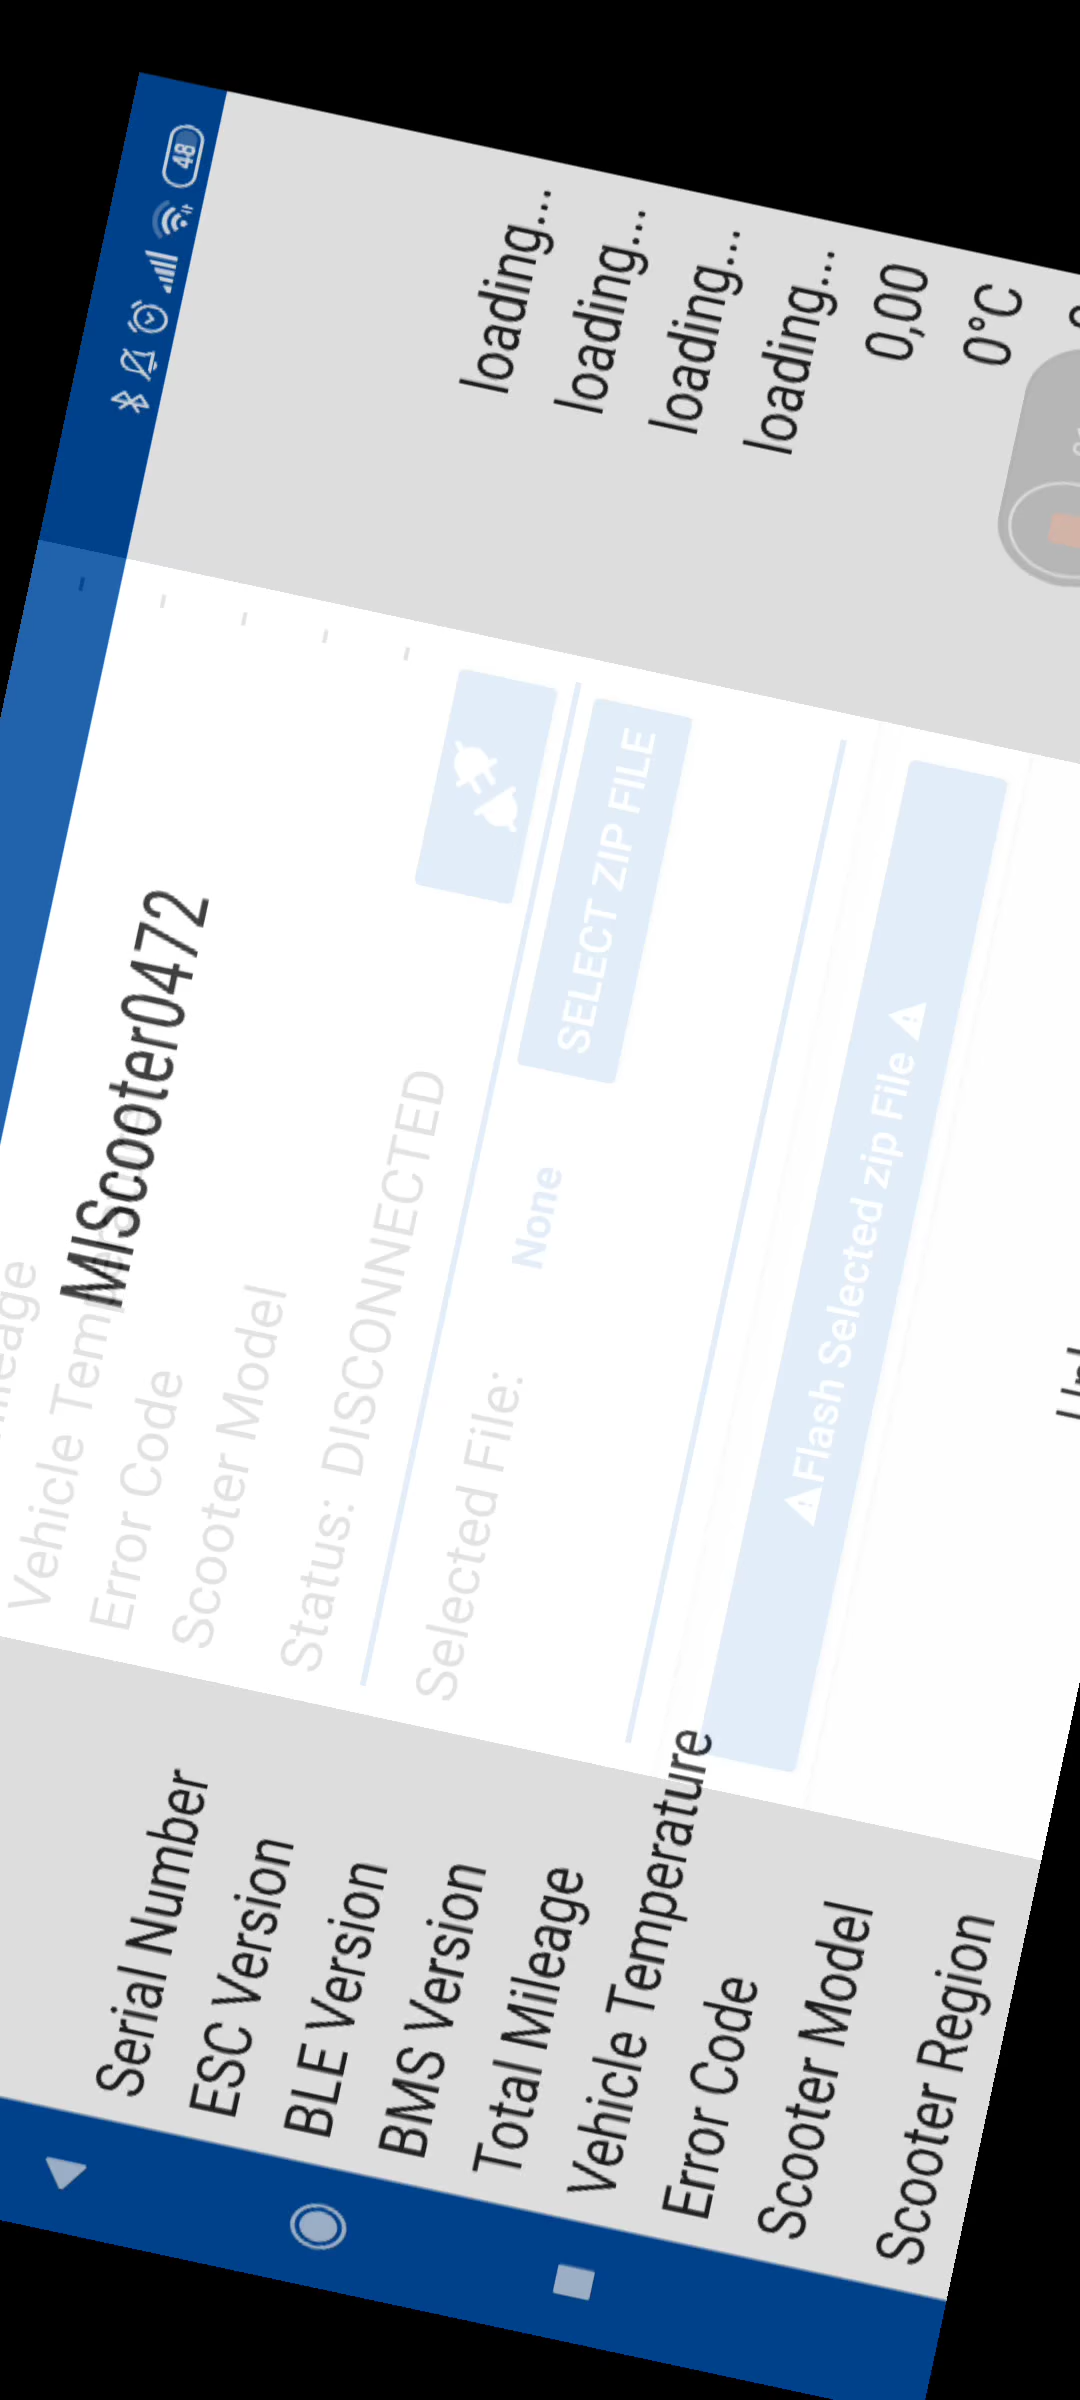 48
MIScooter0472
Serial Number loading...
ESC Version loading...
BLE Version loading...
BMS Version loading...
Total Mileage 0,00
Vehicle Temperature 0°C
Error Code
Scooter Model
Scooter Region
Vehicle
Error Code -
Scooter Model -
Status: DISCONNECTED
Selected File:
None
SELECT ZIP FILE
Flash Selected zip File